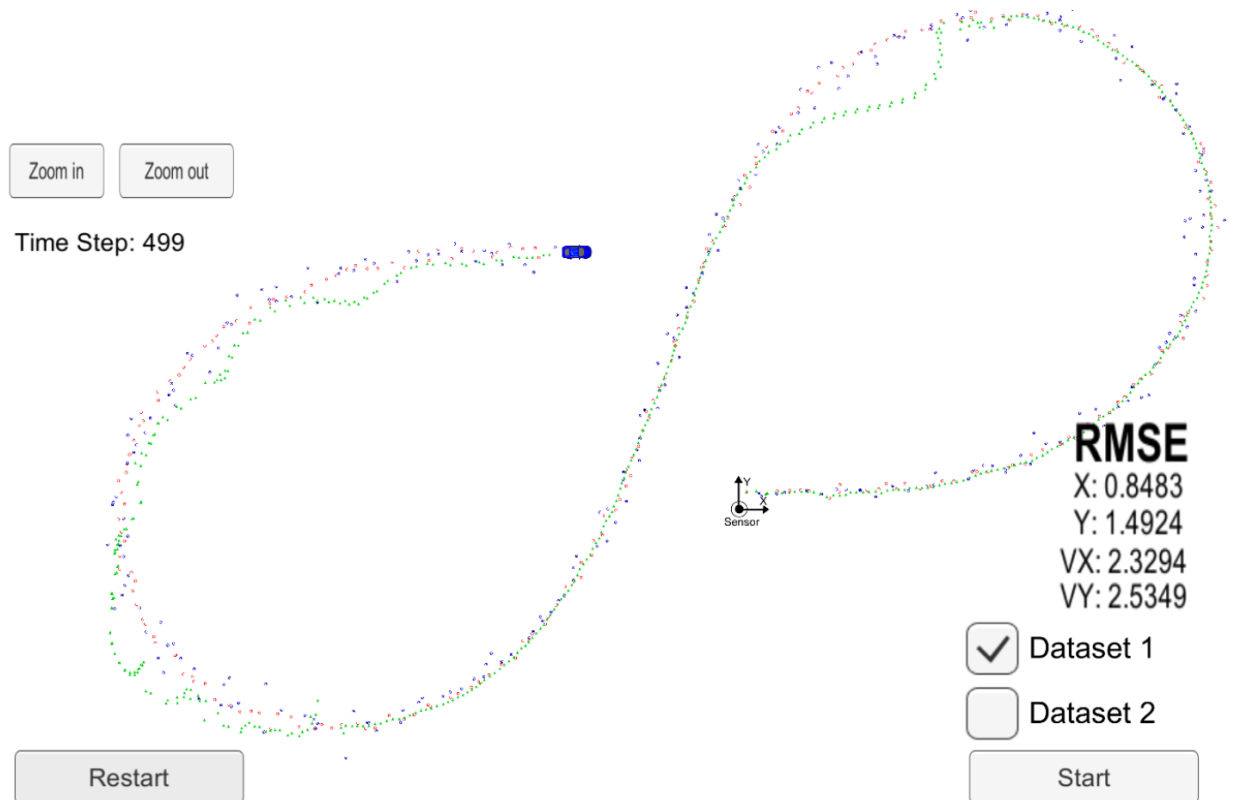 Zoom in
Zoom out
Time Step: 499
Y
X
Sensor
RMSE
X: 0.8483
Y: 1.4924
VX: 2.3294
VY: 2.5349
Dataset 1
Dataset 2
Restart
Start